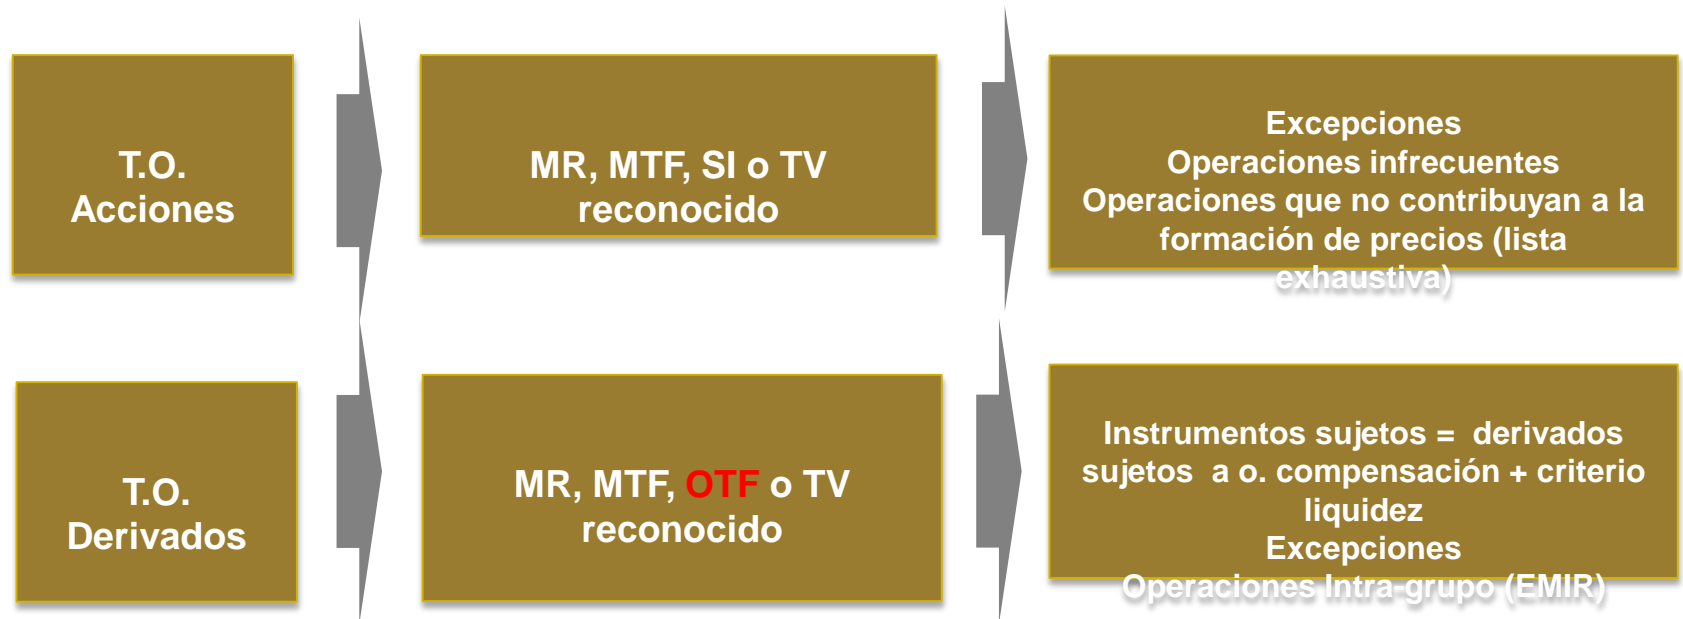 T.O.
Acciones
MR, MTF, SI o TV
reconocido
Excepciones
Operaciones infrecuentes
Operaciones que no contribuyan a la
formación de precios (lista
exhaustiva)
T.O.
Derivados
MR, MTF, OTF o TV
reconocido
Instrumentos sujetos = derivados
sujetos a o. compensación + criterio
liquidez
Excepciones
Operaciones Intra-grupo (EMIR)